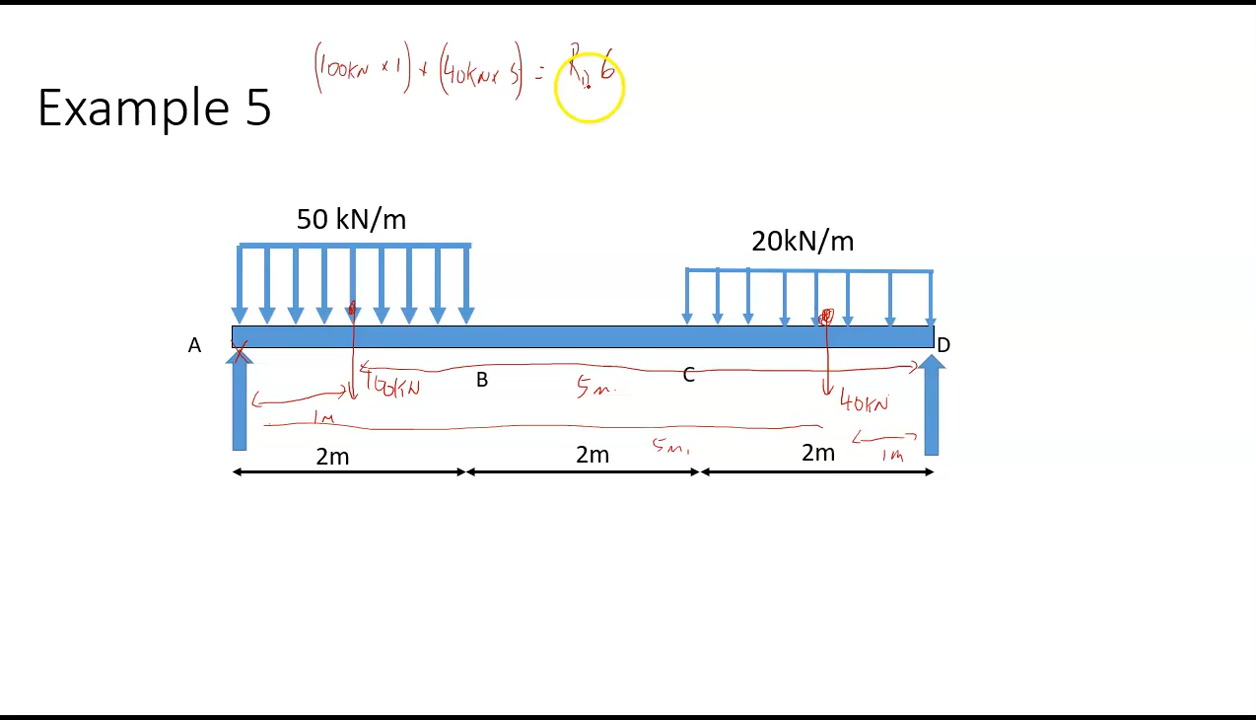 (100KN × 1) + (40KN × 5) = R_D 6
Example 5
50 kN/m
20kN/m
A
D
100KN
B
5m.
C
40KN
1M
5m,
1M
2m
2m
2m